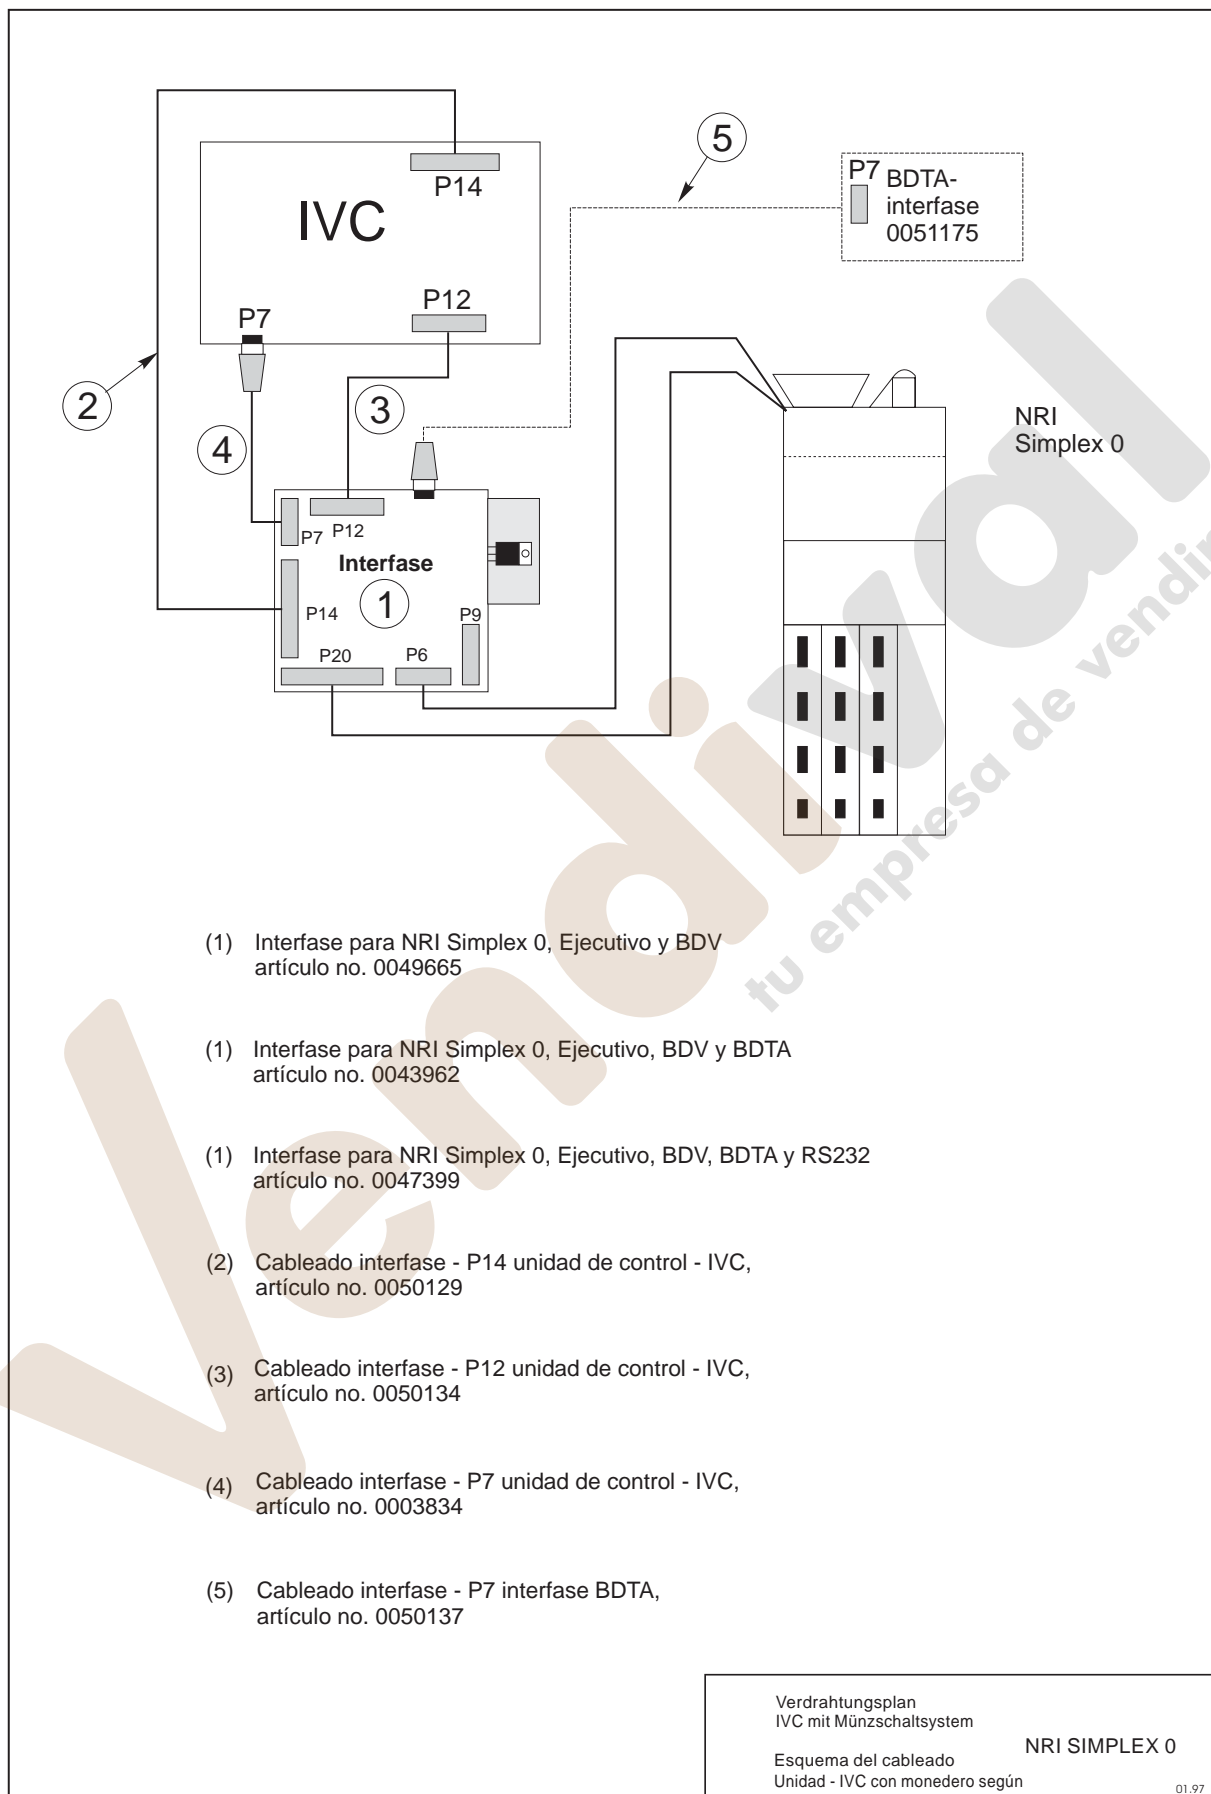 5
P14
IVC
P7 BDTA-
interfase
0051175
P12
P7
2
3
4
NRI
Simplex 0
P7 P12
Interfase
1
P14
P9
P20
P6
Vendival
tu empresa de vending
(1) Interfase para NRI Simplex 0, Ejecutivo y BDV
artículo no. 0049665
(1) Interfase para NRI Simplex 0, Ejecutivo, BDV y BDTA
artículo no. 0043962
(1) Interfase para NRI Simplex 0, Ejecutivo, BDV, BDTA y RS232
artículo no. 0047399
(2) Cableado interfase - P14 unidad de control - IVC,
artículo no. 0050129
(3) Cableado interfase - P12 unidad de control - IVC,
artículo no. 0050134
(4) Cableado interfase - P7 unidad de control - IVC,
artículo no. 0003834
(5) Cableado interfase - P7 interfase BDTA,
artículo no. 0050137
Verdrahtungsplan
IVC mit Münzschaltsystem
NRI SIMPLEX 0
Esquema del cableado
Unidad - IVC con monedero según
01.97